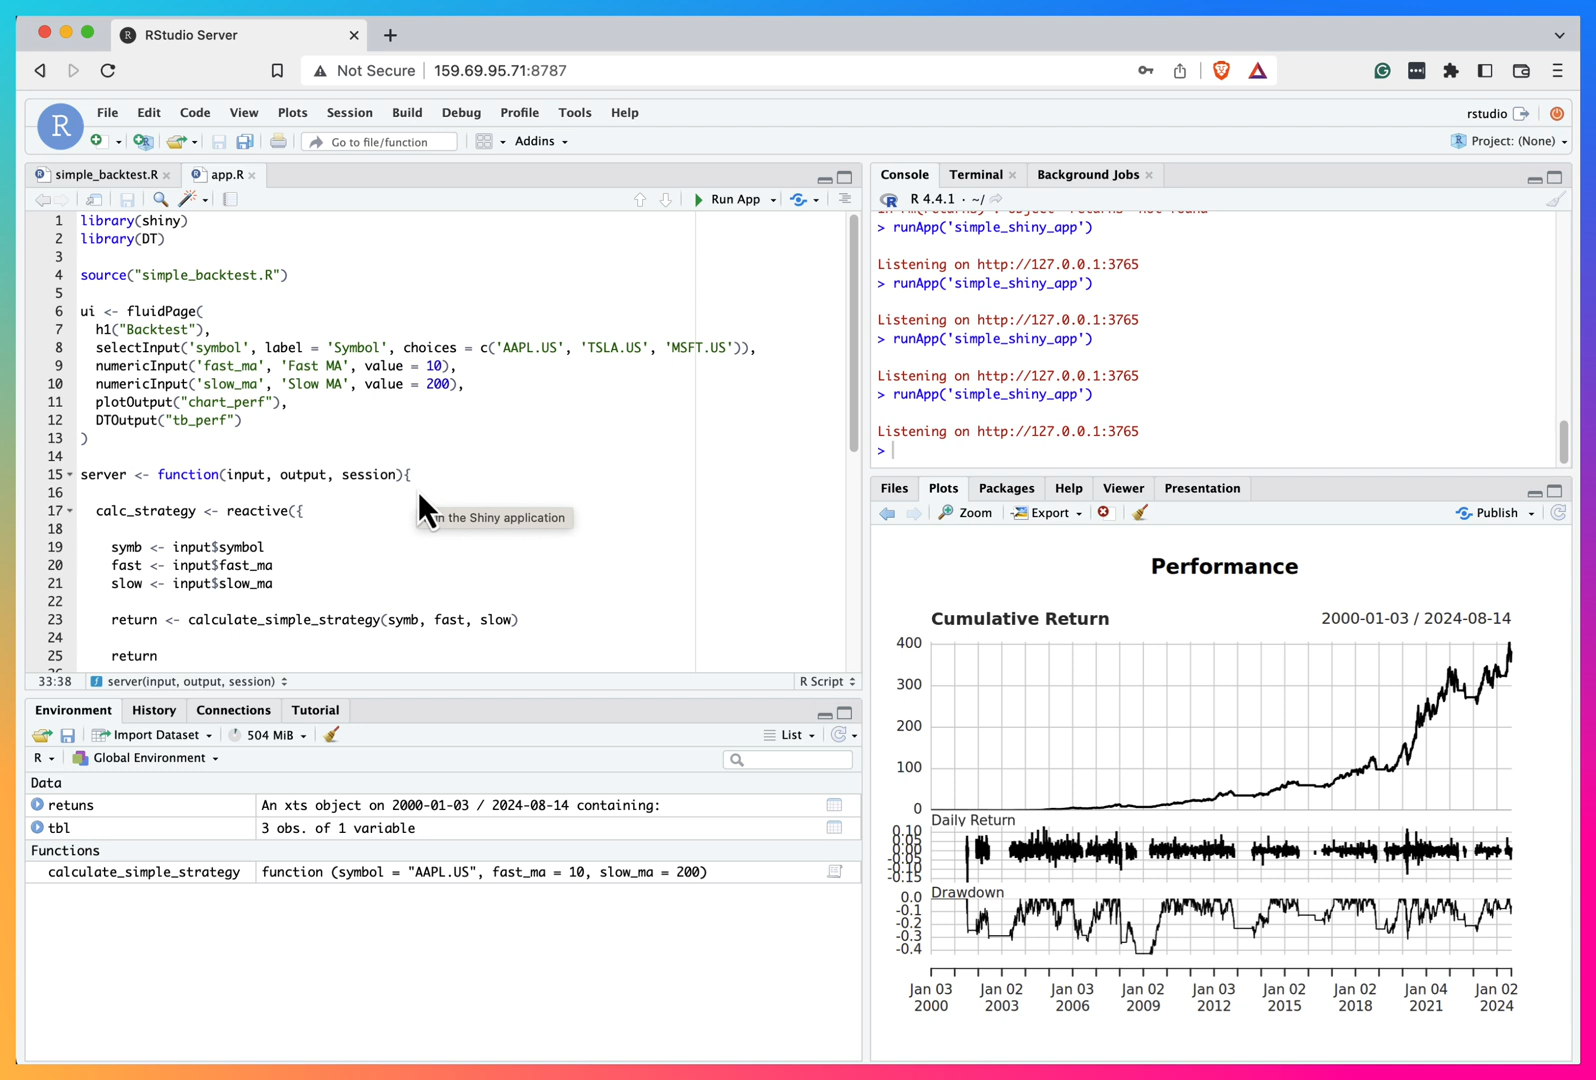 RStudio Server
Not Secure 159.69.95.71:8787
File Edit Code View Plots Session Build Debug Profile Tools Help
rstudio
Go to file/function
Addins
Project: (None)
simple_backtest.R
app.R
Run App
1 library(shiny)
2 library(DT)
3
4 source("simple_backtest.R")
5
6 ui <- fluidPage(
7 h1("Backtest"),
8 selectInput('symbol', label = 'Symbol', choices = c('AAPL.US', 'TSLA.US', 'MSFT.US')),
9 numericInput('fast_ma', 'Fast MA', value = 10),
10 numericInput('slow_ma', 'Slow MA', value = 200),
11 plotOutput("chart_perf"),
12 DTOutput("tb_perf")
13 )
14
15 server <- function(input, output, session){
16
17 calc_strategy <- reactive({
18
19 symb <- input$symbol
20 fast <- input$fast_ma
21 slow <- input$slow_ma
22
23 return <- calculate_simple_strategy(symb, fast, slow)
24
25 return
the Shiny application
33:38 server(input, output, session) R Script
Environment History Connections Tutorial
Import Dataset 504 MiB List
R Global Environment
Data
retuns An xts object on 2000-01-03 / 2024-08-14 containing:
tbl 3 obs. of 1 variable
Functions
calculate_simple_strategy function (symbol = "AAPL.US", fast_ma = 10, slow_ma = 200)
Console Terminal Background Jobs
R 4.4.1 · ~/
> runApp('simple_shiny_app')
Listening on http://127.0.0.1:3765
> runApp('simple_shiny_app')
Listening on http://127.0.0.1:3765
> runApp('simple_shiny_app')
Listening on http://127.0.0.1:3765
> runApp('simple_shiny_app')
Listening on http://127.0.0.1:3765
>
Files Plots Packages Help Viewer Presentation
Zoom Export Publish
Performance
Cumulative Return 2000-01-03 / 2024-08-14
400
300
200
100
0
Daily Return
0.10
0.05
0.00
-0.05
-0.10
-0.15
Drawdown
0.0
-0.1
-0.2
-0.3
-0.4
Jan 03 Jan 02 Jan 03 Jan 02 Jan 03 Jan 02 Jan 02 Jan 04 Jan 02
2000 2003 2006 2009 2012 2015 2018 2021 2024